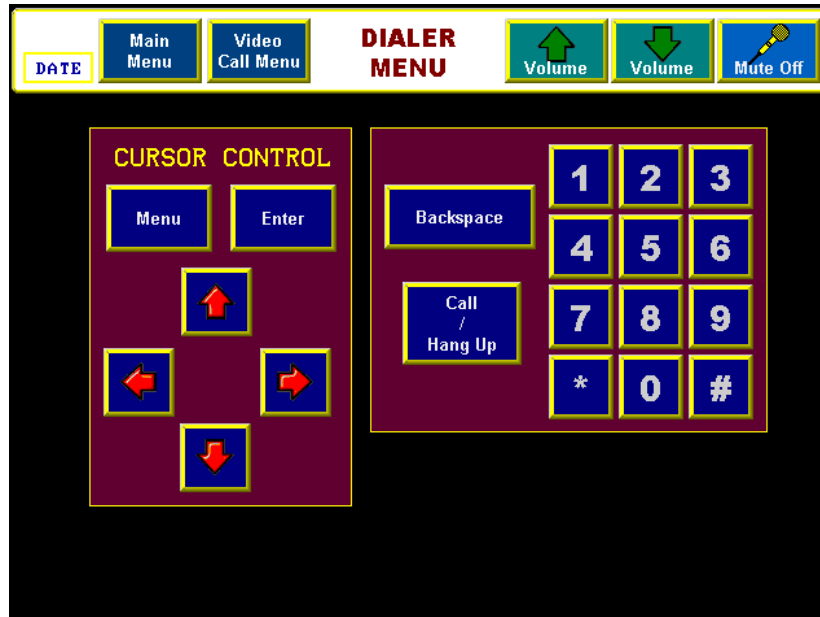 DATE
Main
Menu
Video
Call Menu
DIALER
MENU
Volume
Volume
Mute Off
CURSOR CONTROL
Menu
Enter
Backspace
Call
/
Hang Up
1 2 3
4 5 6
7 8 9
* 0 #